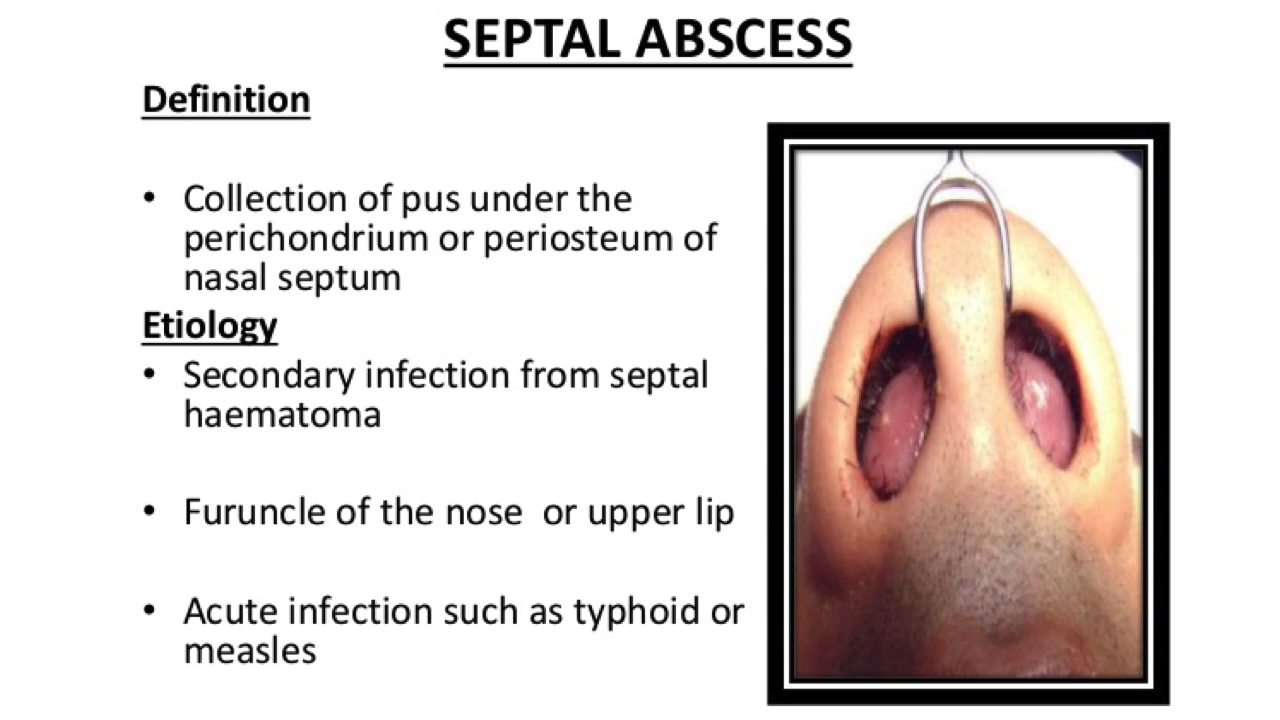 SEPTAL ABSCESS
Definition
• Collection of pus under the
perichondrium or periosteum of
nasal septum
Etiology
• Secondary infection from septal
haematoma
• Furuncle of the nose  or upper lip
• Acute infection such as typhoid or
measles